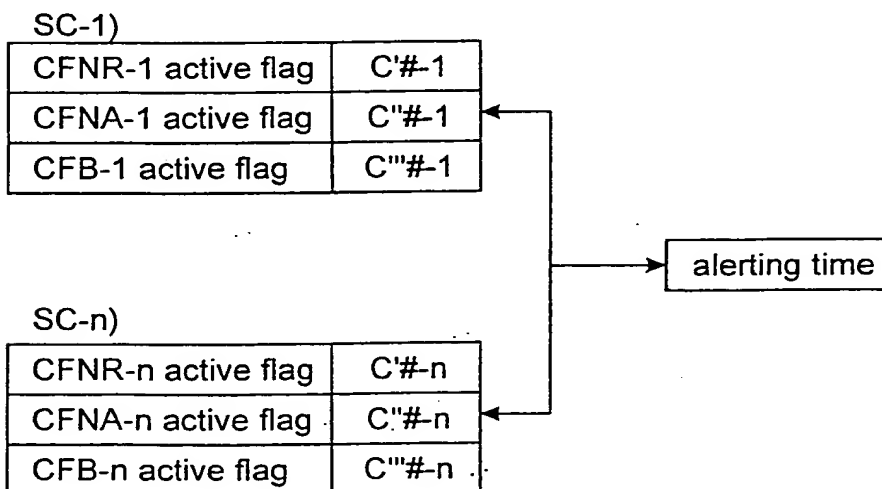 SC-1)
CFNR-1 active flag C'#-1
CFNA-1 active flag C"#-1
CFB-1 active flag C'"#-1
alerting time
SC-n)
CFNR-n active flag C'#-n
CFNA-n active flag C"#-n
CFB-n active flag C'"#-n